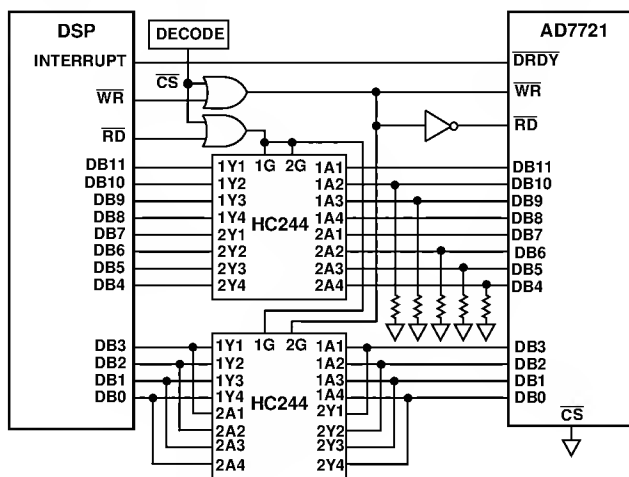 DSP
DECODE
AD7721
INTERRUPT
DRDY
CS
WR
WR
RD
RD
1G 2G
DB11 1Y1 1A1 DB11
DB10 1Y2 1A2 DB10
DB9 1Y3 1A3 DB9
DB8 1Y4 1A4 DB8
HC244
DB7 2Y1 2A1 DB7
DB6 2Y2 2A2 DB6
DB5 2Y3 2A3 DB5
DB4 2Y4 2A4 DB4
1G 2G
DB3 1Y1 1A1 DB3
DB2 1Y2 1A2 DB2
DB1 1Y3 1A3 DB1
DB0 1Y4 1A4 DB0
HC244
2A1 2Y1
2A2 2Y2
2A3 2Y3
2A4 2Y4
CS